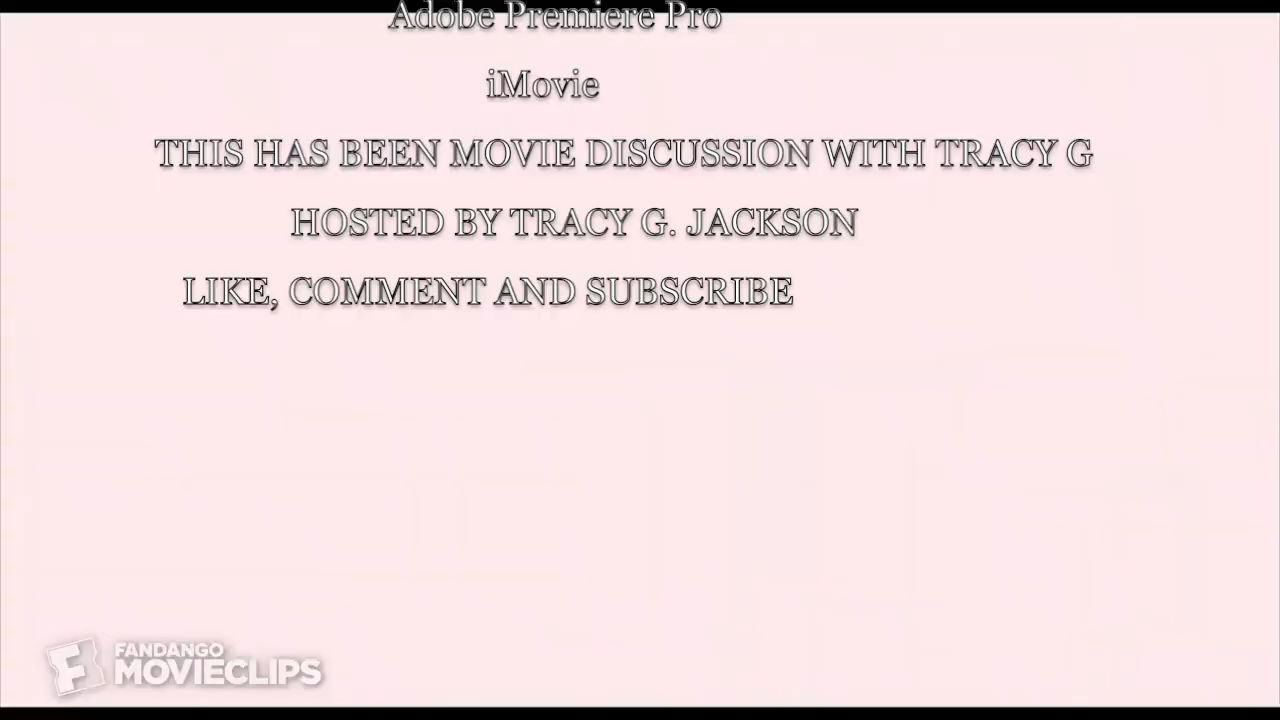 Adobe Premiere Pro
iMovie
THIS HAS BEEN MOVIE DISCUSSION WITH TRACY G
HOSTED BY TRACY G. JACKSON
LIKE, COMMENT AND SUBSCRIBE
FANDANGO
MOVIECLIPS